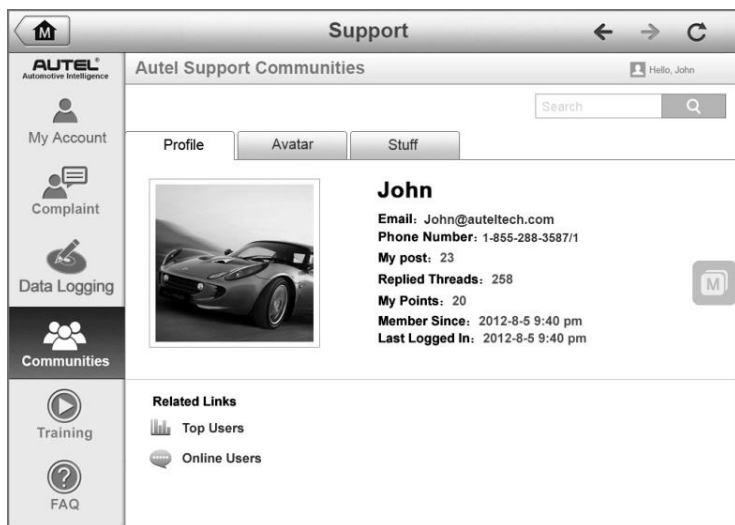 M
Support
AUTEL®
Automotive Intelligence
Autel Support Communities
Hello, John
Search
My Account
Profile
Avatar
Stuff
John
Email: John@auteltech.com
Phone Number: 1-855-288-3587/1
My post: 23
Replied Threads: 258
My Points: 20
Member Since: 2012-8-5 9:40 pm
Last Logged In: 2012-8-5 9:40 pm
M
Complaint
Data Logging
Communities
Related Links
Top Users
Online Users
Training
?
FAQ